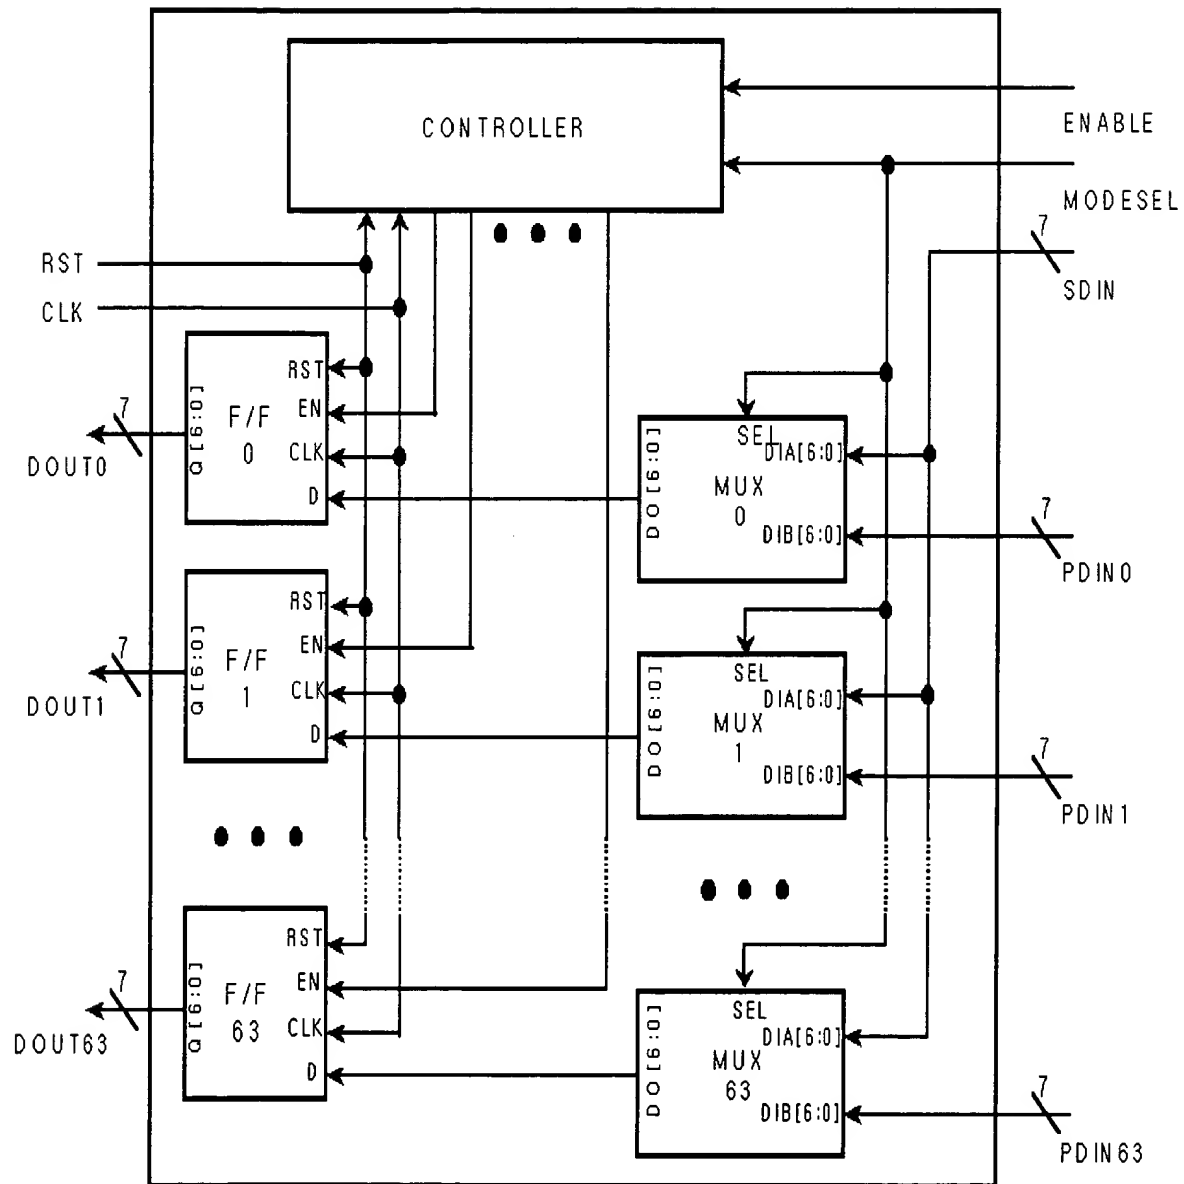 CONTROLLER
ENABLE
MODESEL
7
SDIN
RST
CLK
Q[6:0]
F/F
0
RST
EN
CLK
D
7
DOUT0
DO[6:0]
SEL
MUX
0
DIA[6:0]
DIB[6:0]
7
PDIN0
Q[6:0]
F/F
1
RST
EN
CLK
D
7
DOUT1
DO[6:0]
SEL
MUX
1
DIA[6:0]
DIB[6:0]
7
PDIN1
Q[6:0]
F/F
63
RST
EN
CLK
D
7
DOUT63
DO[6:0]
SEL
MUX
63
DIA[6:0]
DIB[6:0]
7
PDIN63